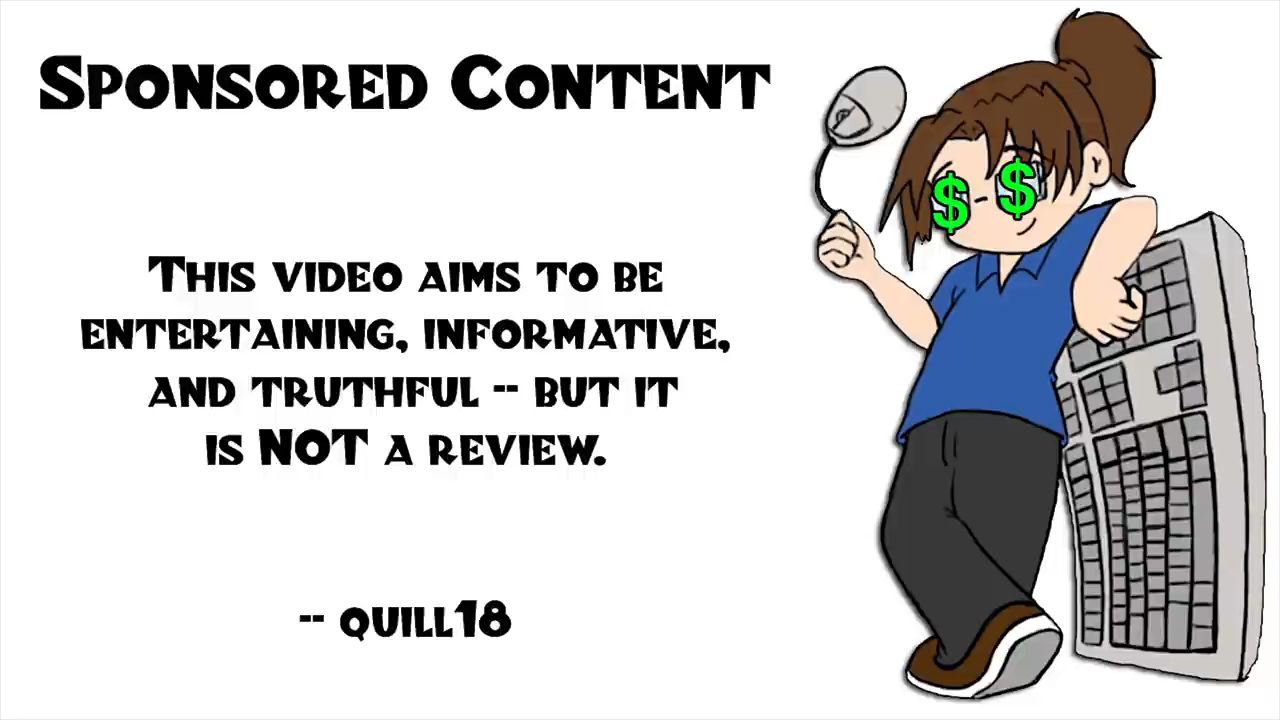 Sponsored Content
This video aims to be
entertaining, informative,
and truthful -- but it
is NOT a review.
-- quill18
$ $